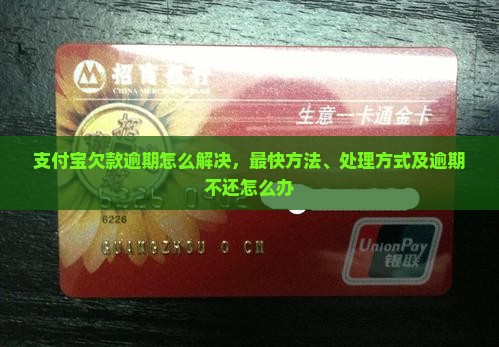 招商银行
CHINA MERCHANTS BANK
生意一卡通金卡
支付宝欠款逾期怎么解决，最快方法、处理方式及逾期
不还怎么办
6226
GUANGZHOU O CH
UnionPay
银联